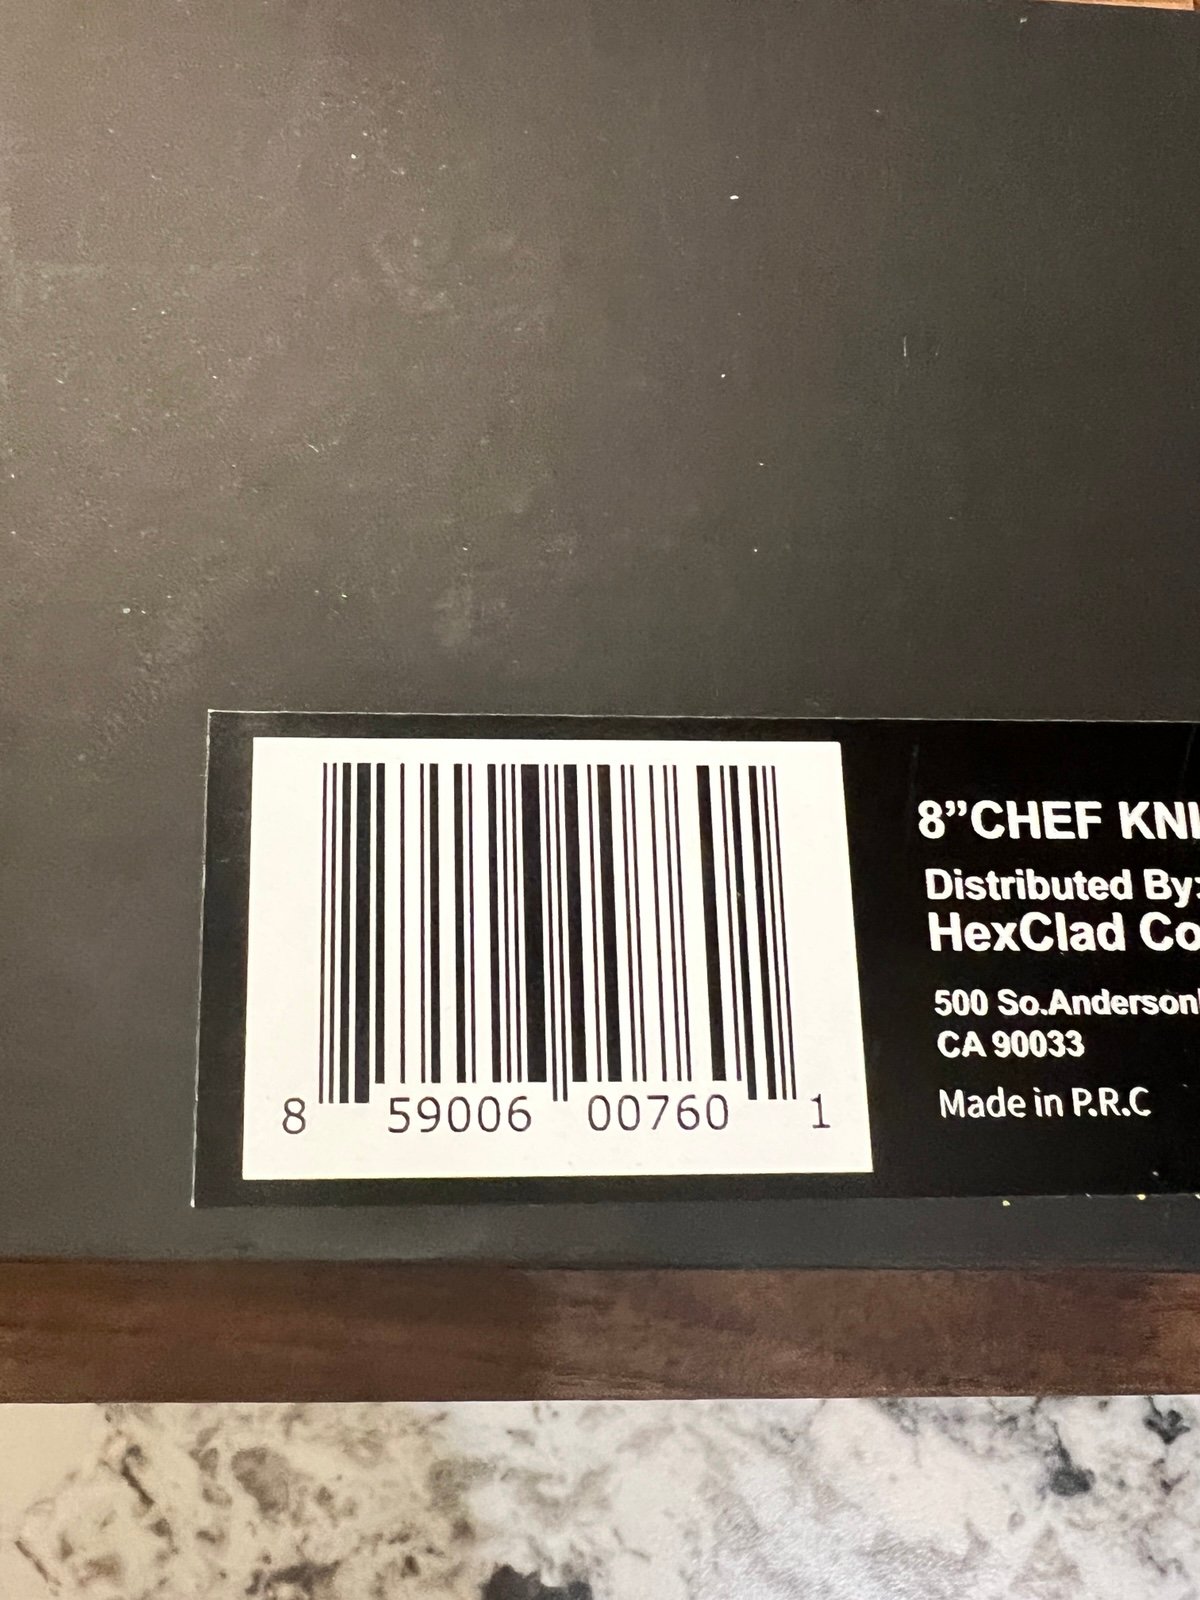 8 59006 00760 1
8”CHEF KNI
Distributed By:
HexClad Co
500 So.Anderson
CA 90033
Made in P.R.C